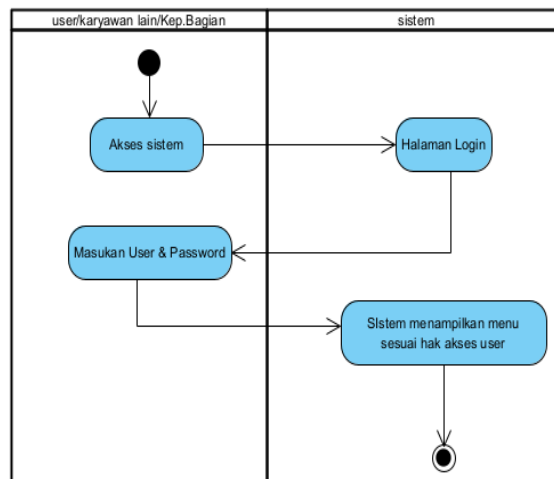 user/karyawan lain/Kep.Bagian
sistem
Akses sistem
Halaman Login
Masukan User & Password
SIstem menampilkan menu
sesuai hak akses user